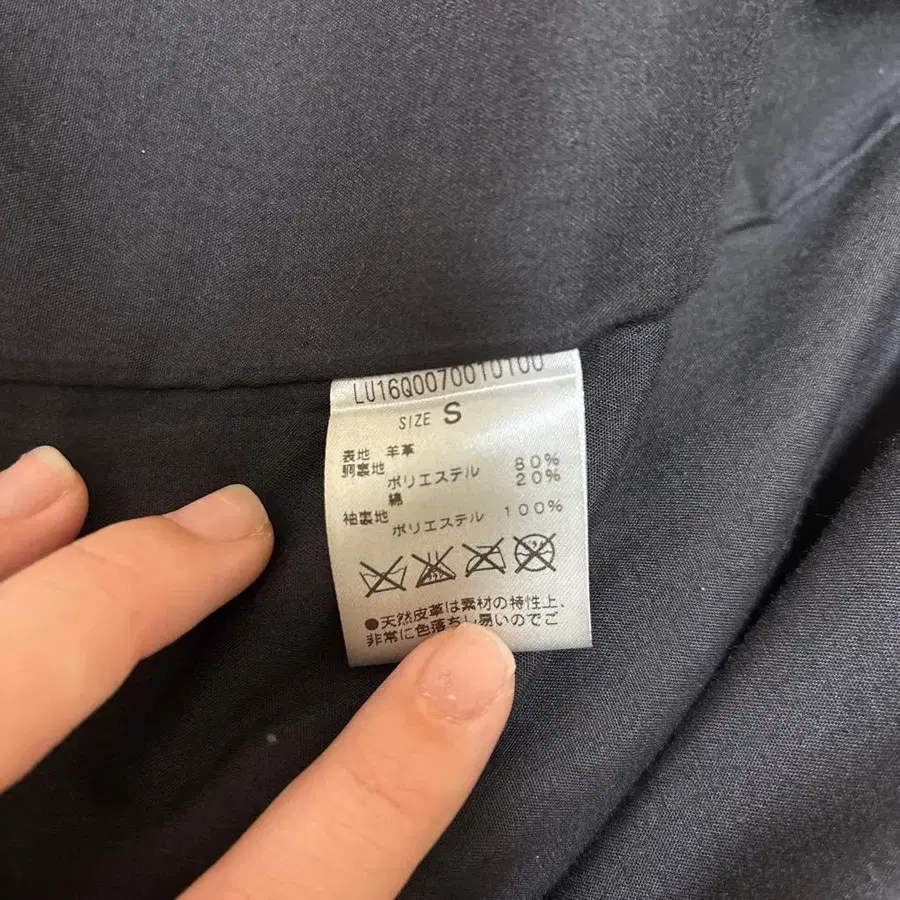 LU16Q0070010100
SIZE S
表地 羊革
胴裏地
ポリエステル 80%
綿 20%
袖裏地
ポリエステル 100%
●天然皮革は素材の特性上、
非常に色落ちし易いのでご